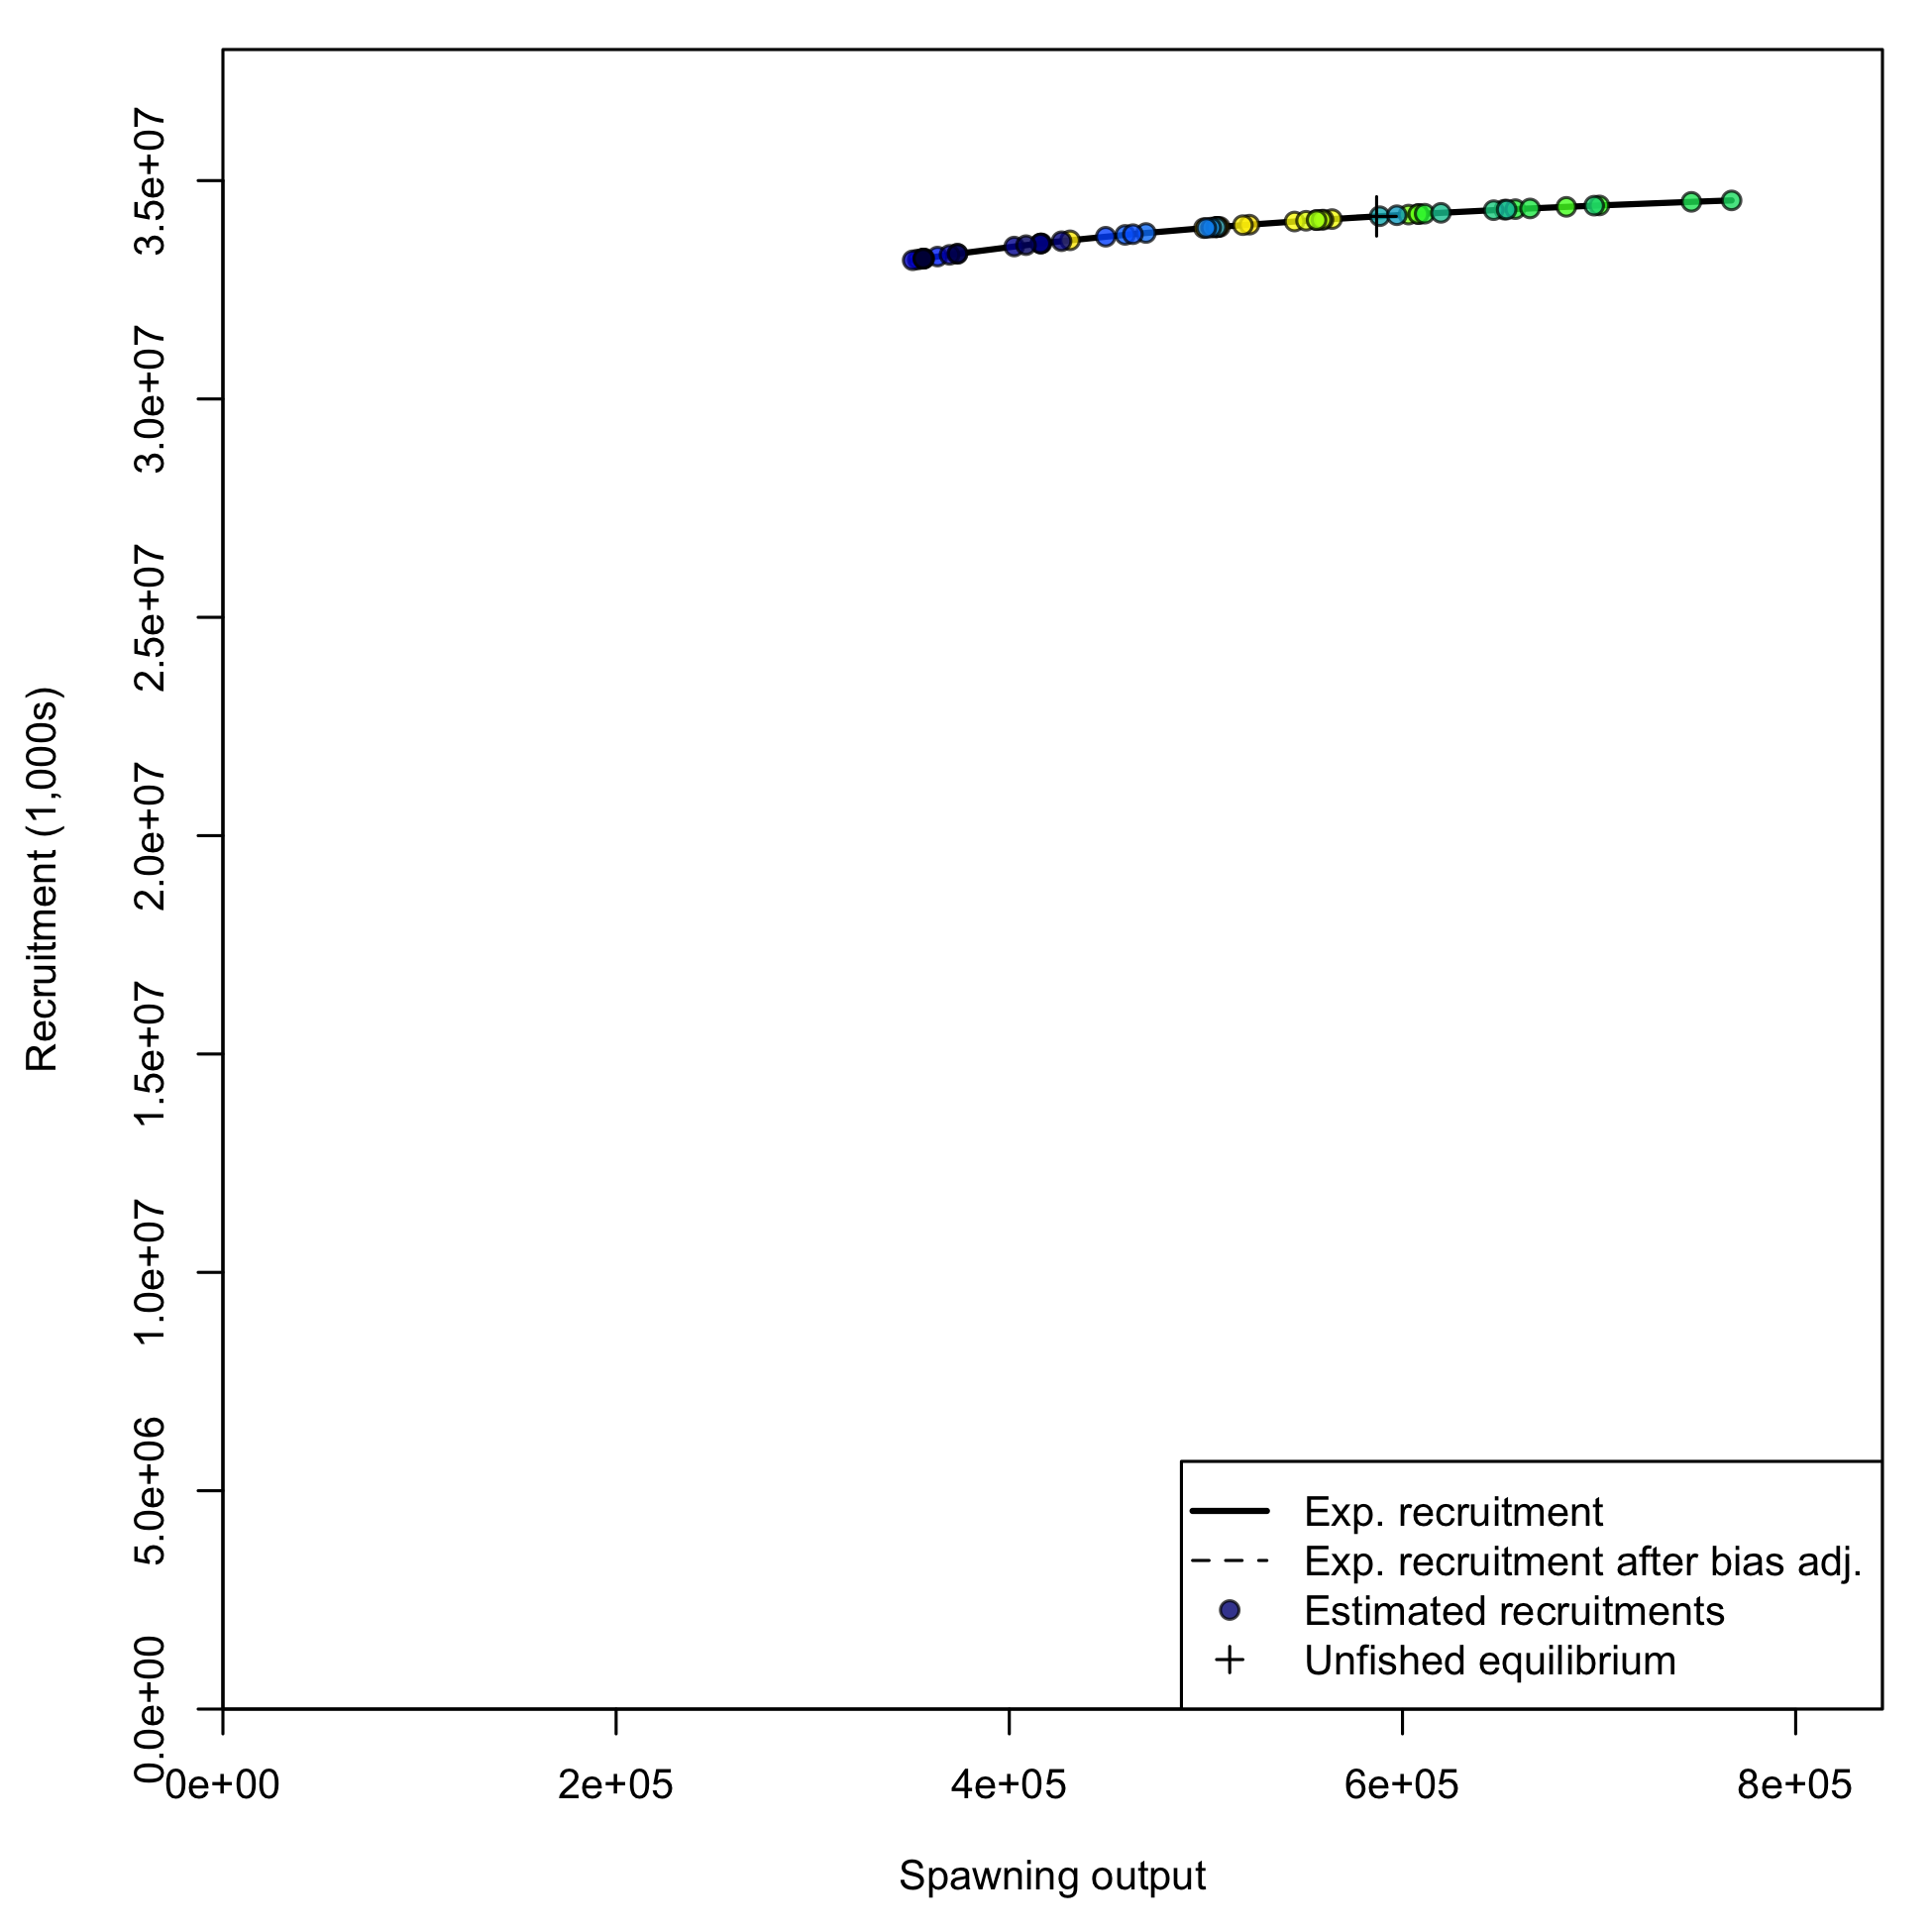 Recruitment (1,000s)
3.5e+07
3.0e+07
2.5e+07
2.0e+07
1.5e+07
1.0e+07
5.0e+06
0.0e+00
Exp. recruitment
Exp. recruitment after bias adj.
Estimated recruitments
Unfished equilibrium
0e+00 2e+05 4e+05 6e+05 8e+05
Spawning output